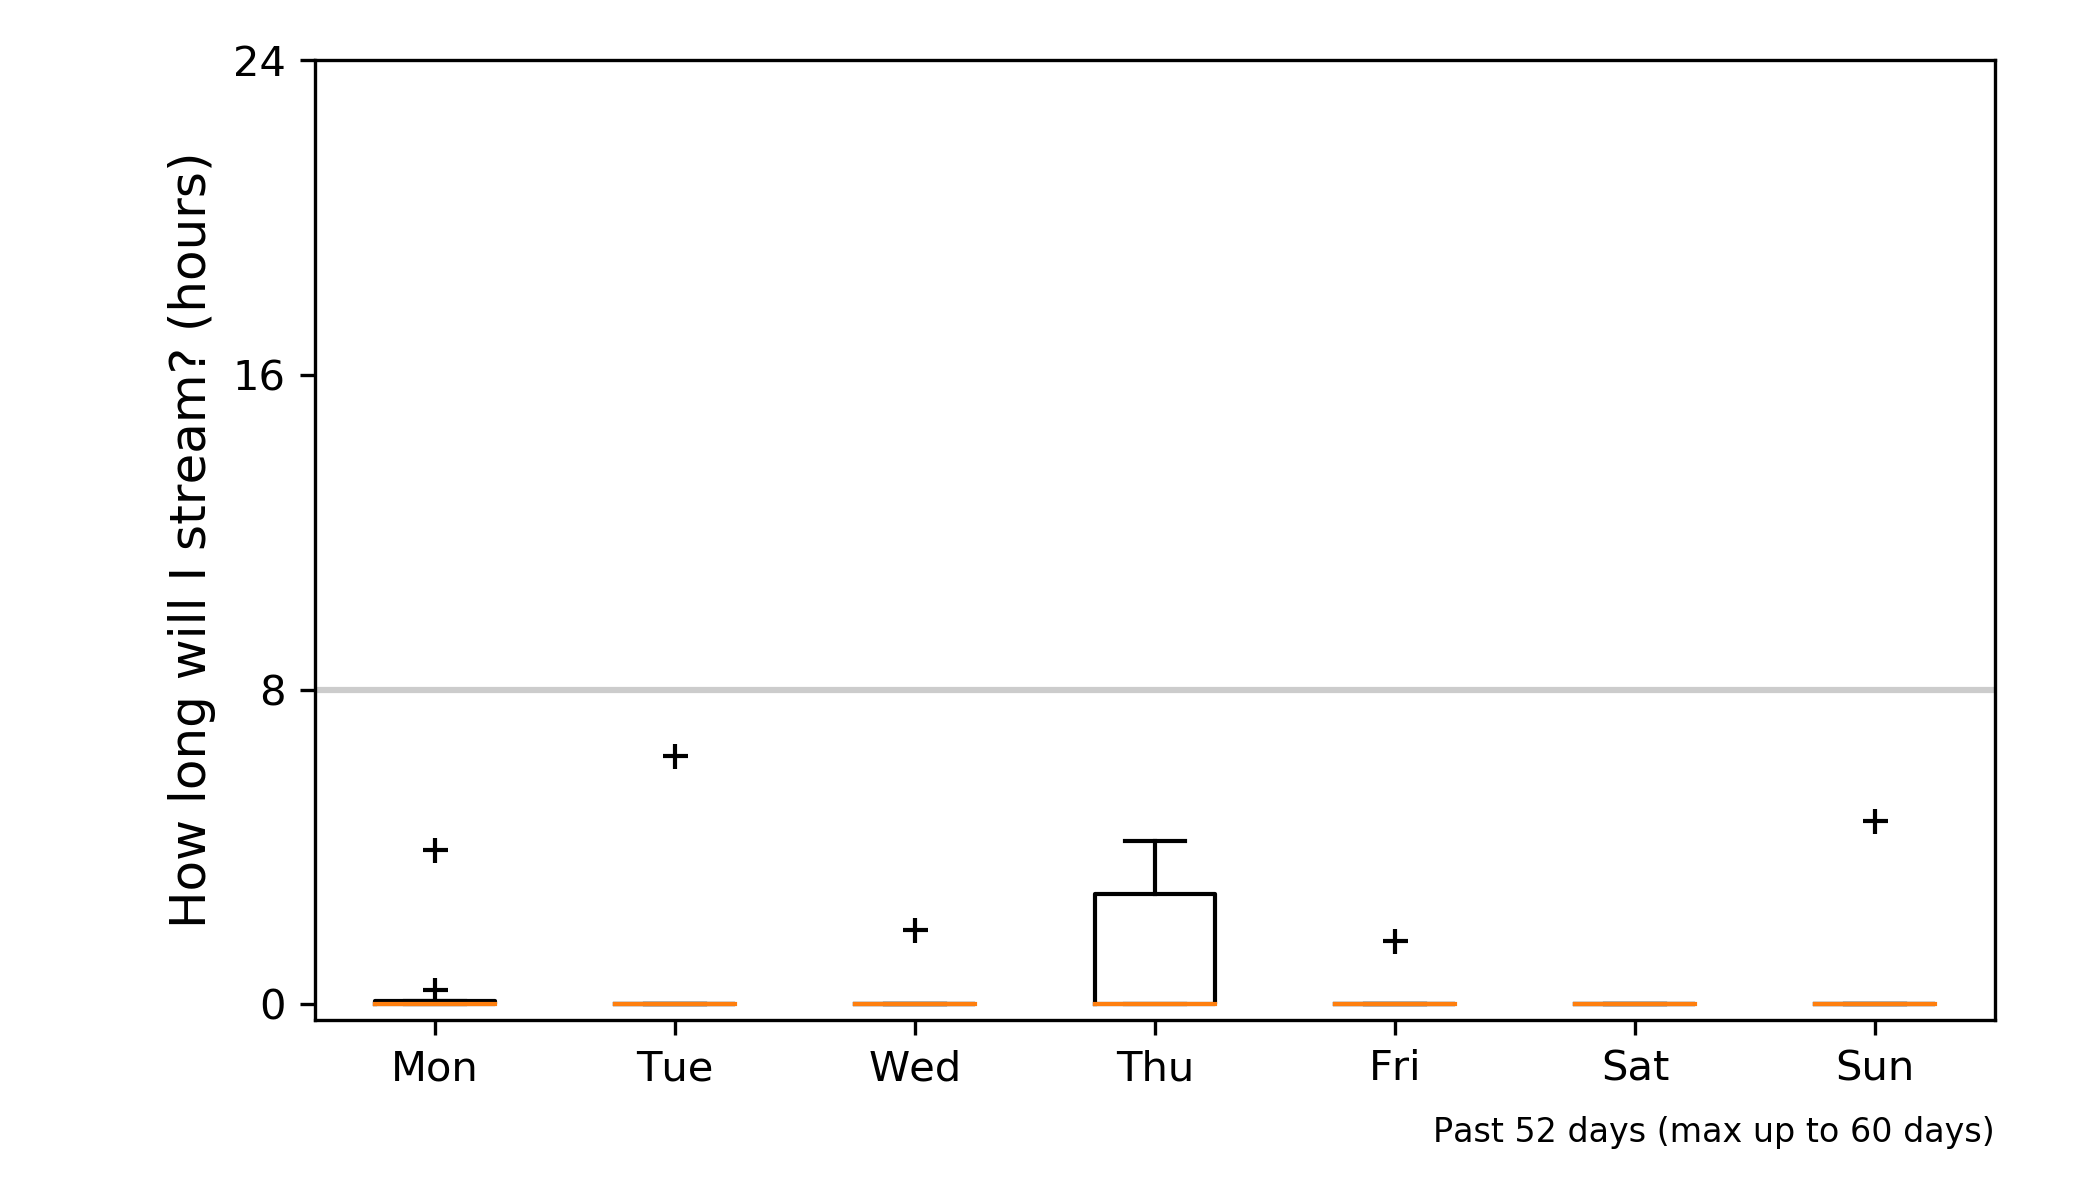 How long will I stream? (hours)
24
16
8
0
Mon Tue Wed Thu Fri Sat Sun
Past 52 days (max up to 60 days)